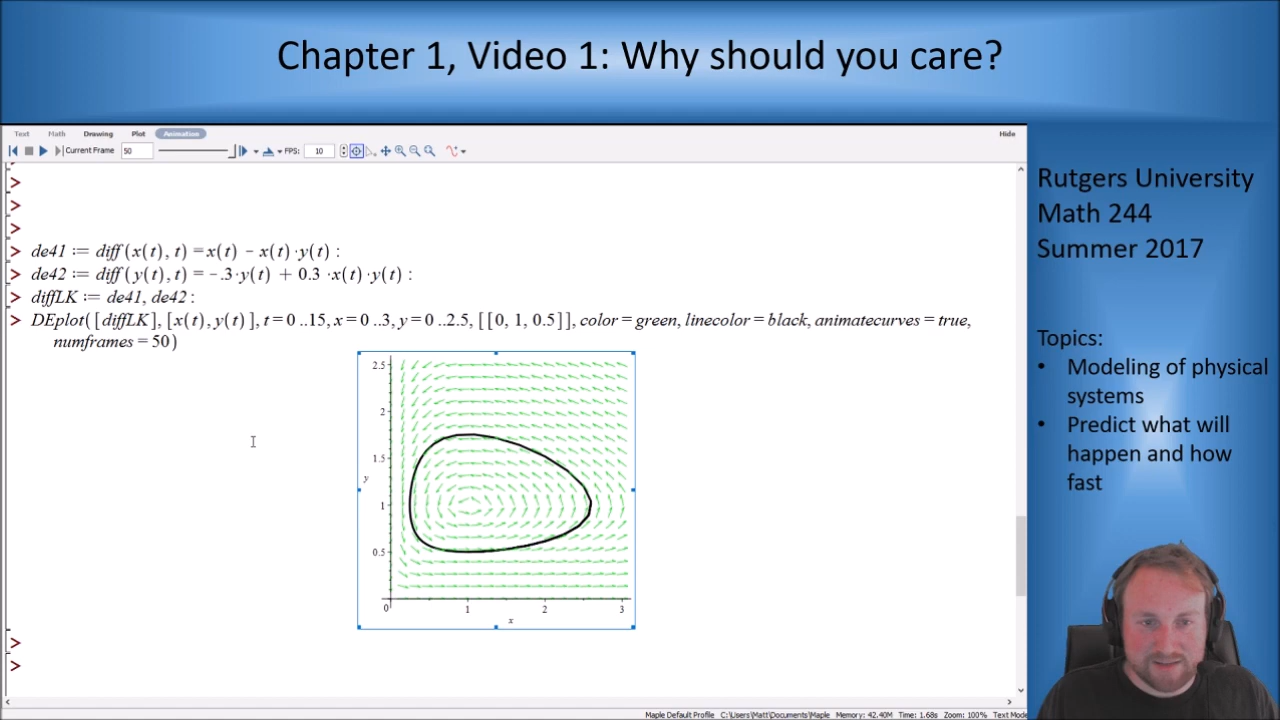 Chapter 1, Video 1: Why should you care?
Text Math Drawing Plot Animation Hide
Current Frame 50 FPS: 10
>
>
>
> de41 := diff(x(t), t) = x(t) − x(t)·y(t) :
> de42 := diff(y(t), t) = −.3·y(t) + 0.3 ·x(t)·y(t) :
> diffLK := de41, de42 :
> DEplot([diffLK], [x(t), y(t)], t = 0 ..15, x = 0 ..3, y = 0 ..2.5, [[0, 1, 0.5]], color = green, linecolor = black, animatecurves = true,
numframes = 50)
2.5
2
1.5
y
1
0.5
0 1 2 3
x
>
>
Maple Default Profile C:\Users\Matt\Documents\Maple Memory: 42.40M Time: 1.68s Zoom: 100% Text Mode
Rutgers University
Math 244
Summer 2017
Topics:
• Modeling of physical
systems
• Predict what will
happen and how
fast